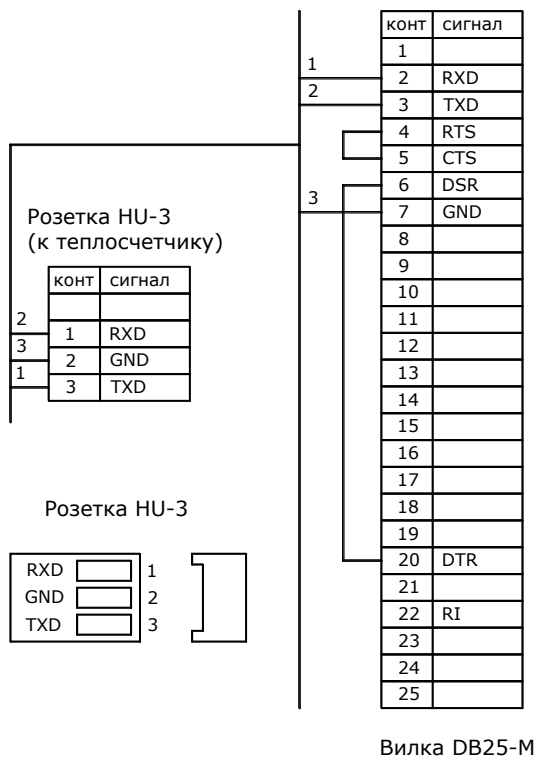 конт сигнал
1
1
2 RXD
2
3 TXD
4 RTS
5 CTS
6 DSR
3
7 GND
8
9
10
11
12
13
14
15
16
17
18
19
20 DTR
21
22 RI
23
24
25
Вилка DB25-M
Розетка HU-3
(к теплосчетчику)
конт сигнал
2
1 RXD
3
2 GND
1
3 TXD
Розетка HU-3
RXD 1
GND 2
TXD 3